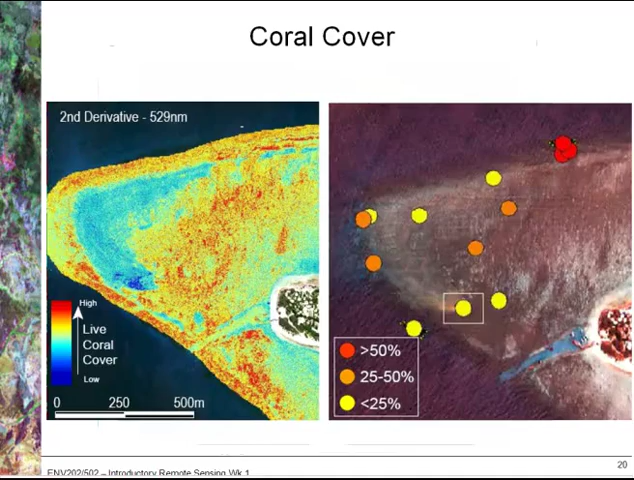 Coral Cover
2nd Derivative - 529nm
High
Live
Coral
Cover
Low
0 250 500m
>50%
25-50%
<25%
ENV202/502 – Introductory Remote Sensing Wk 1
20